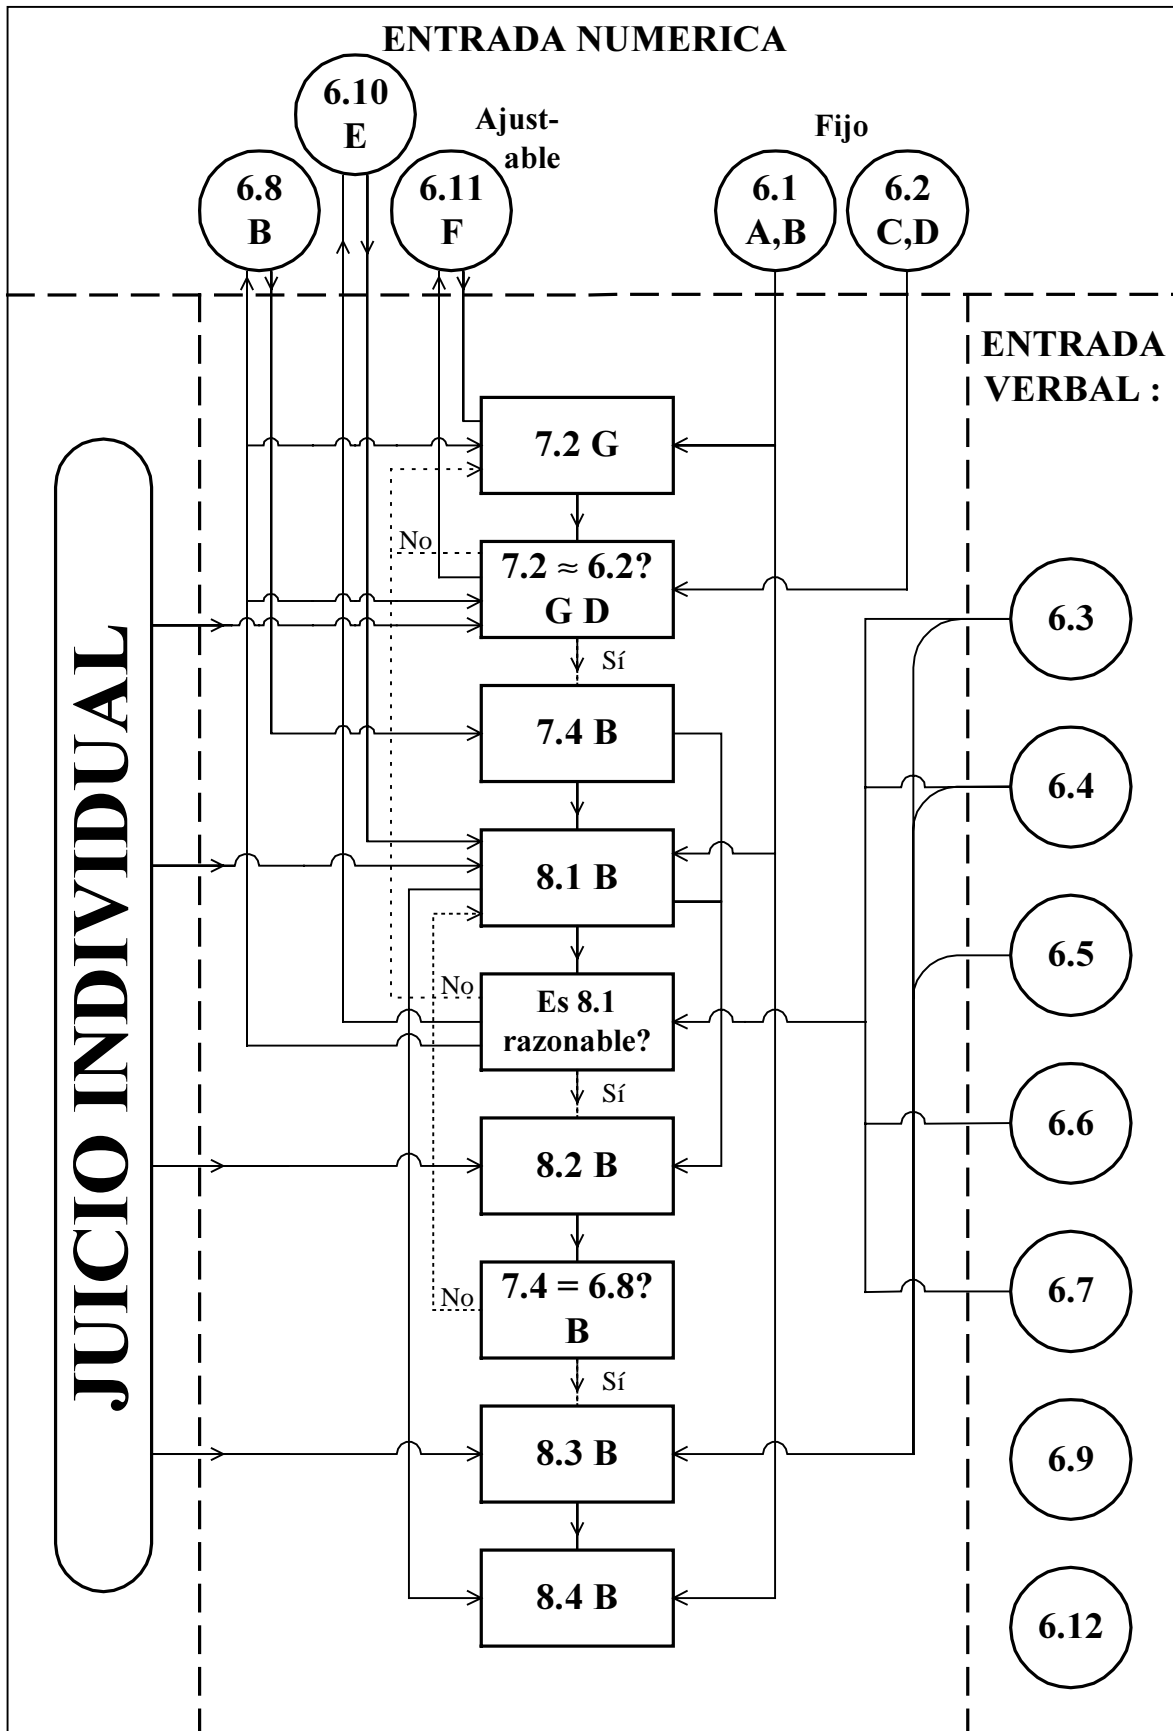 ENTRADA NUMERICA
6.10
E
Ajust-
able
Fijo
6.8
B
6.11
F
6.1
A,B
6.2
C,D
ENTRADA
VERBAL :
7.2 G
No
7.2 ≈ 6.2?
G D
Sí
6.3
7.4 B
6.4
8.1 B
6.5
No
Es 8.1
razonable?
Sí
6.6
8.2 B
No
7.4 = 6.8?
B
6.7
Sí
8.3 B
6.9
8.4 B
6.12
JUICIO INDIVIDUAL